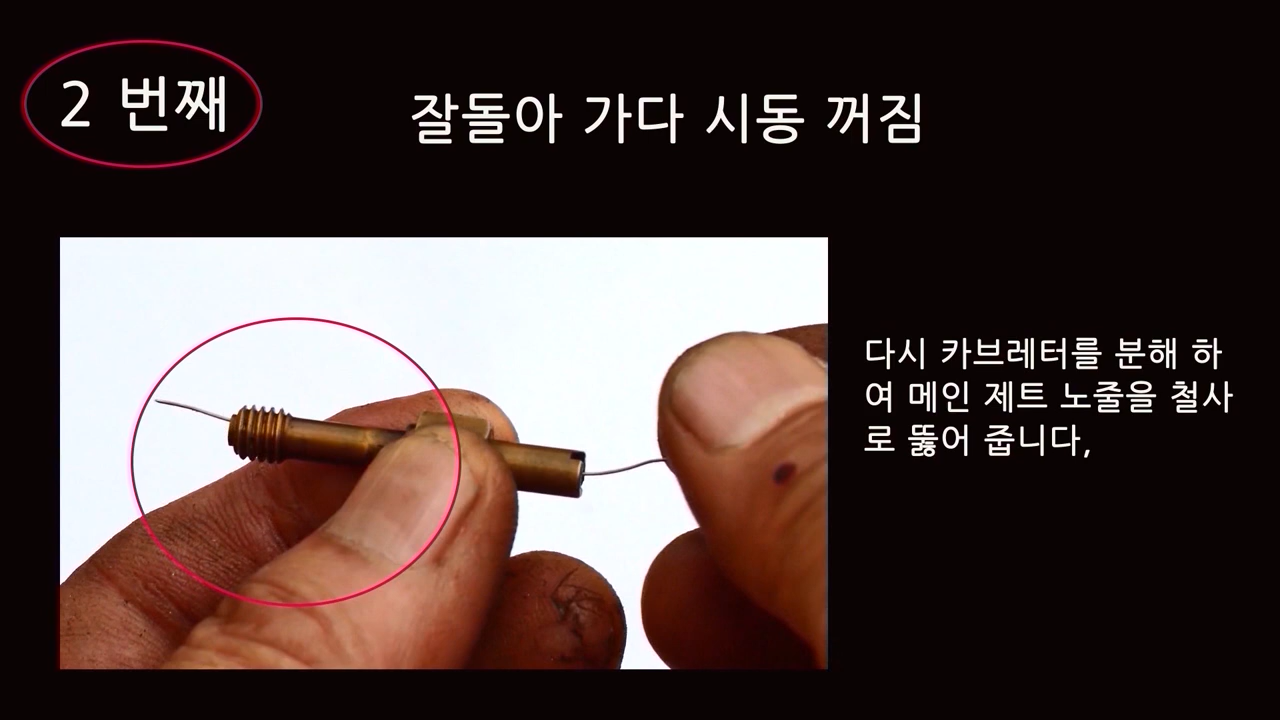 2 번째
잘돌아 가다 시동 꺼짐
다시 카브레터를 분해 하
여 메인 제트 노줄을 철사
로 뚫어 줍니다,